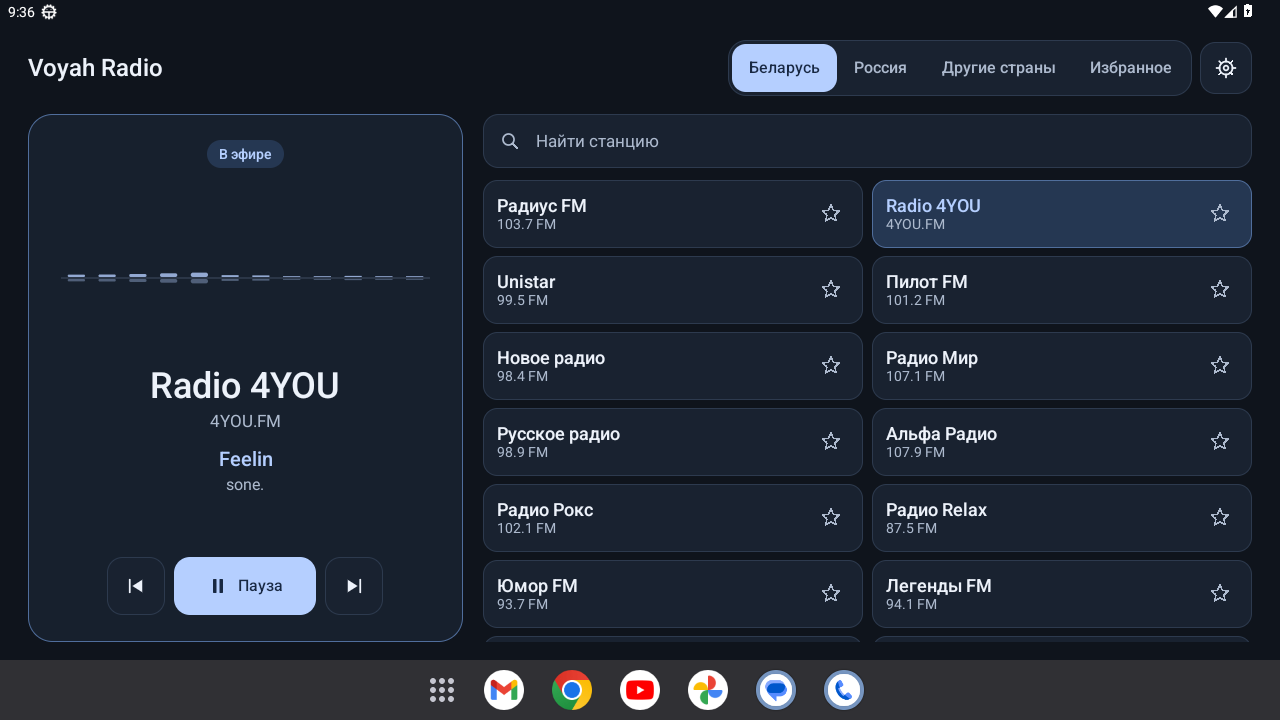 9:36
Voyah Radio
Беларусь
Россия
Другие страны
Избранное
В эфире
Radio 4YOU
4YOU.FM
Feelin
sone.
Пауза
Найти станцию
Радиус FM
103.7 FM
Radio 4YOU
4YOU.FM
Unistar
99.5 FM
Пилот FM
101.2 FM
Новое радио
98.4 FM
Радио Мир
107.1 FM
Русское радио
98.9 FM
Альфа Радио
107.9 FM
Радио Рокс
102.1 FM
Радио Relax
87.5 FM
Юмор FM
93.7 FM
Легенды FM
94.1 FM